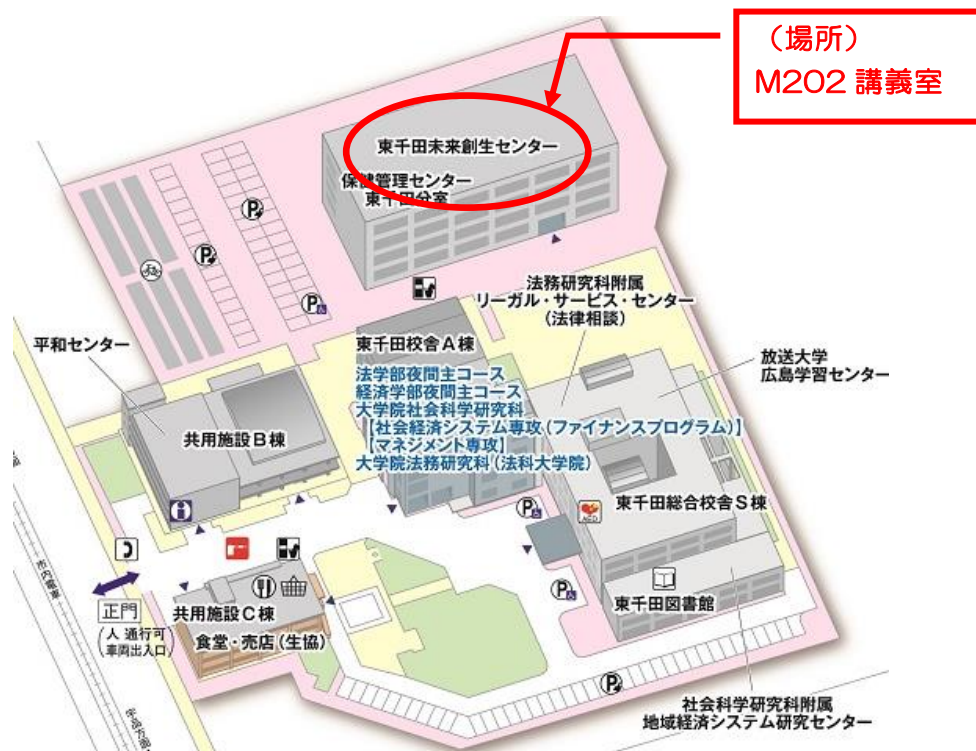 （場所）
M202 講義室
東千田未来創生センター
保健管理センター
東千田分室
法務研究科附属
リーガル・サービス・センター
（法律相談）
平和センター
東千田校舎A棟
法学部夜間主コース
経済学部夜間主コース
大学院社会科学研究科
【社会経済システム専攻（ファイナンスプログラム）】
【マネジメント専攻】
大学院法務研究科（法科大学院）
放送大学
広島学習センター
共用施設B棟
東千田総合校舎S棟
AED
P
P
P
P
P
P
i
市内電車
正門
（人 通行可
車両出入口）
共用施設C棟
食堂・売店（生協）
東千田図書館
社会科学研究科附属
地域経済システム研究センター